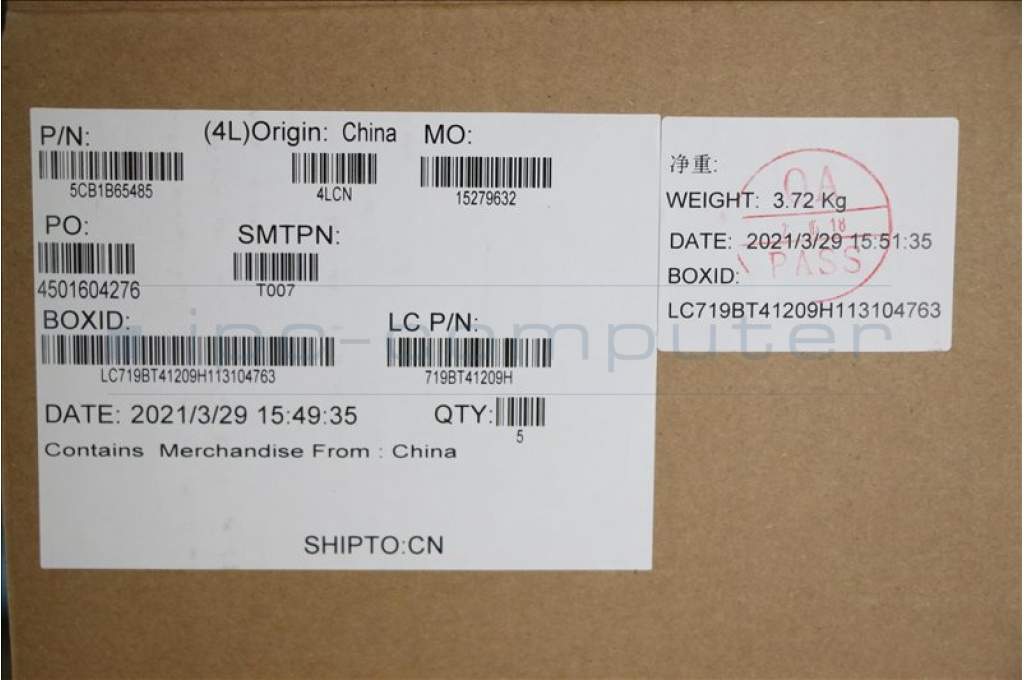 P/N:
(4L)Origin: China
MO:
5CB1B65485
4LCN
15279632
PO:
SMTPN:
4501604276
T007
BOXID:
LC P/N:
LC719BT41209H113104763
719BT41209H
DATE: 2021/3/29 15:49:35
QTY:
5
Contains Merchandise From : China
SHIPTO:CN
净重:
WEIGHT: 3.72 Kg
DATE: 2021/3/29 15:51:35
BOXID:
LC719BT41209H113104763
QA
PASS
ipc-computer